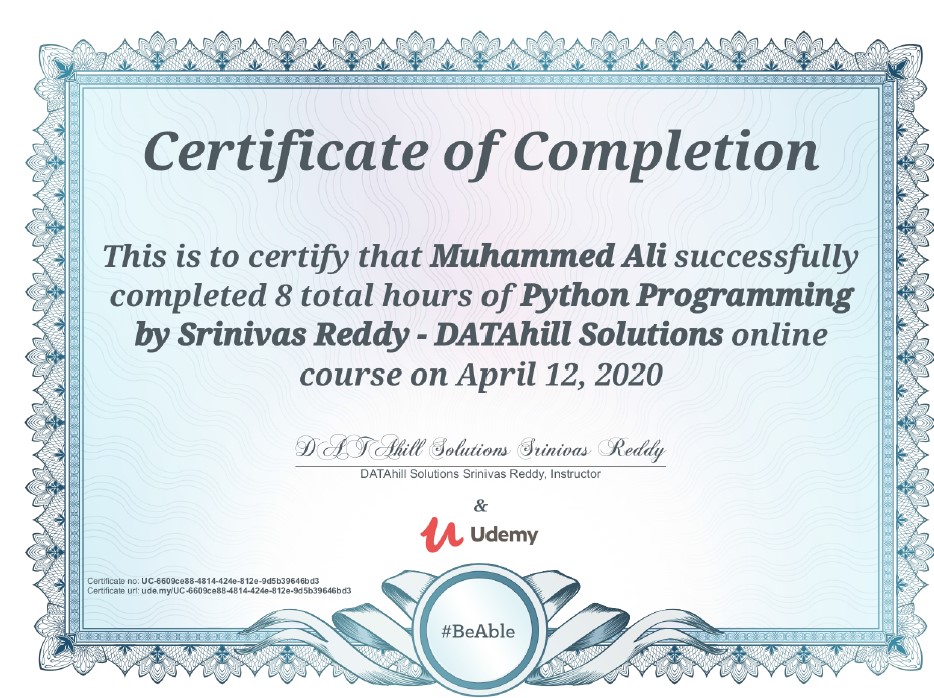 Certificate of Completion
This is to certify that Muhammed Ali successfully
completed 8 total hours of Python Programming
by Srinivas Reddy - DATAhill Solutions online
course on April 12, 2020
DATAhill Solutions Srinivas Reddy
DATAhill Solutions Srinivas Reddy, Instructor
&
Udemy
Certificate no: UC-6609ce88-4814-424e-812e-9d5b39646bd3
Certificate url: ude.my/UC-6609ce88-4814-424e-812e-9d5b39646bd3
#BeAble